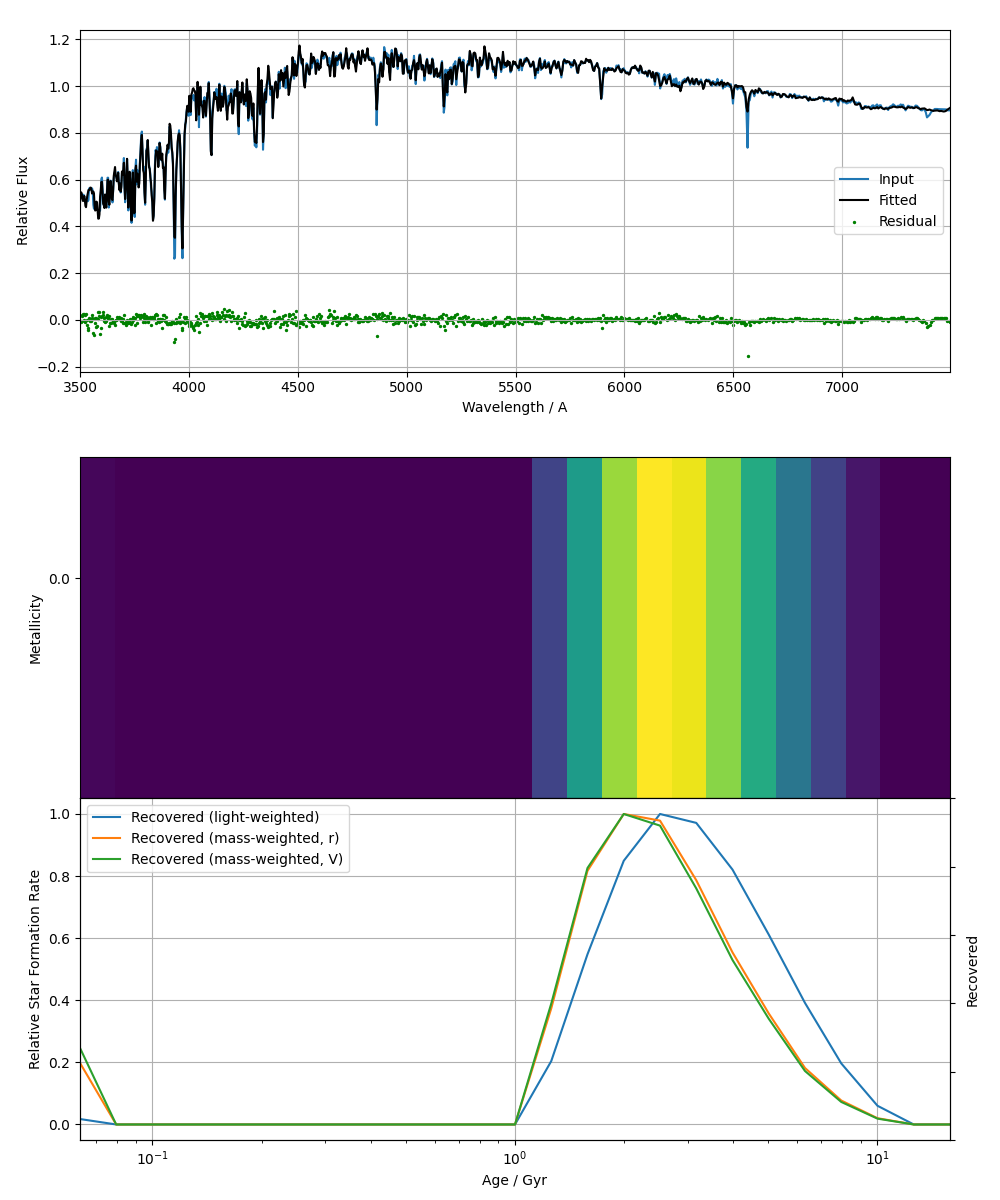 1.2
1.0
0.8
0.6
0.4
0.2
0.0
−0.2
Relative Flux
Input
Fitted
Residual
3500 4000 4500 5000 5500 6000 6500 7000
Wavelength / A
0.0
Metallicity
1.0
0.8
0.6
0.4
0.2
0.0
Relative Star Formation Rate
Recovered (light-weighted)
Recovered (mass-weighted, r)
Recovered (mass-weighted, V)
Recovered
10⁻¹ 10⁰ 10¹
Age / Gyr